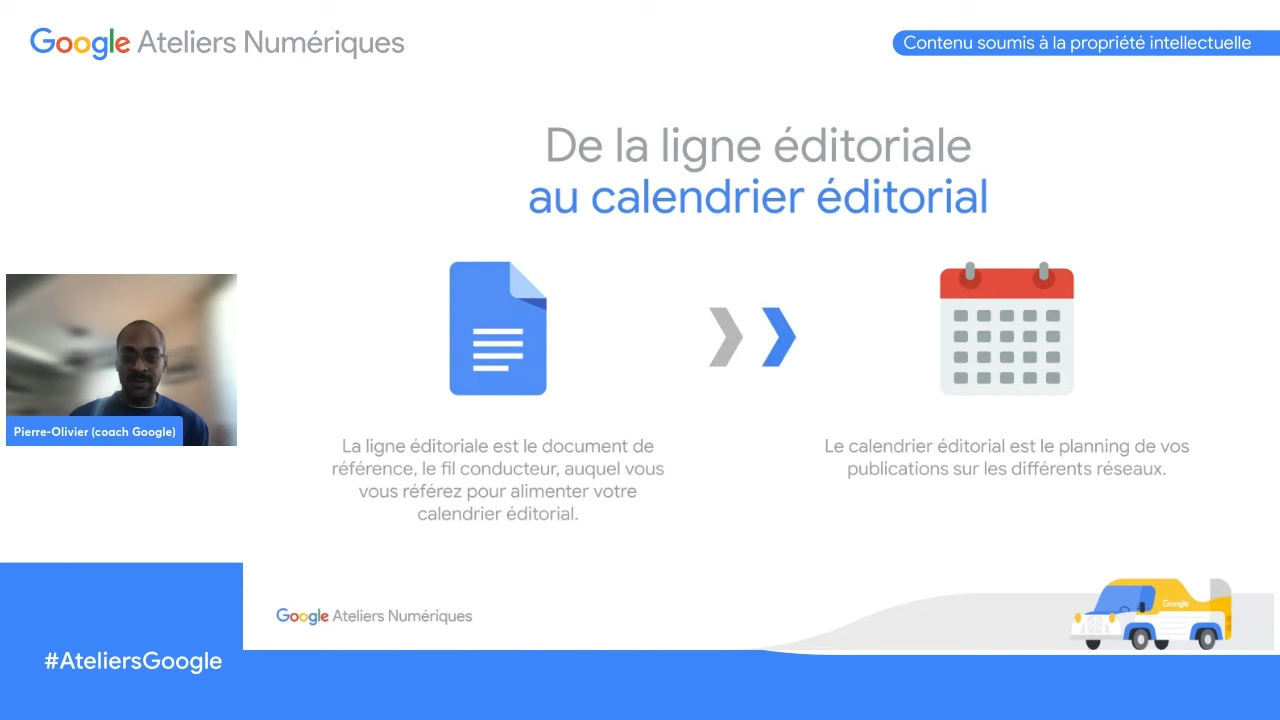 Google Ateliers Numériques
Contenu soumis à la propriété intellectuelle
De la ligne éditoriale
au calendrier éditorial
La ligne éditoriale est le document de
référence, le fil conducteur, auquel vous
vous référez pour alimenter votre
calendrier éditorial.
Le calendrier éditorial est le planning de vos
publications sur les différents réseaux.
Pierre-Olivier (coach Google)
Google
Google Ateliers Numériques
#AteliersGoogle